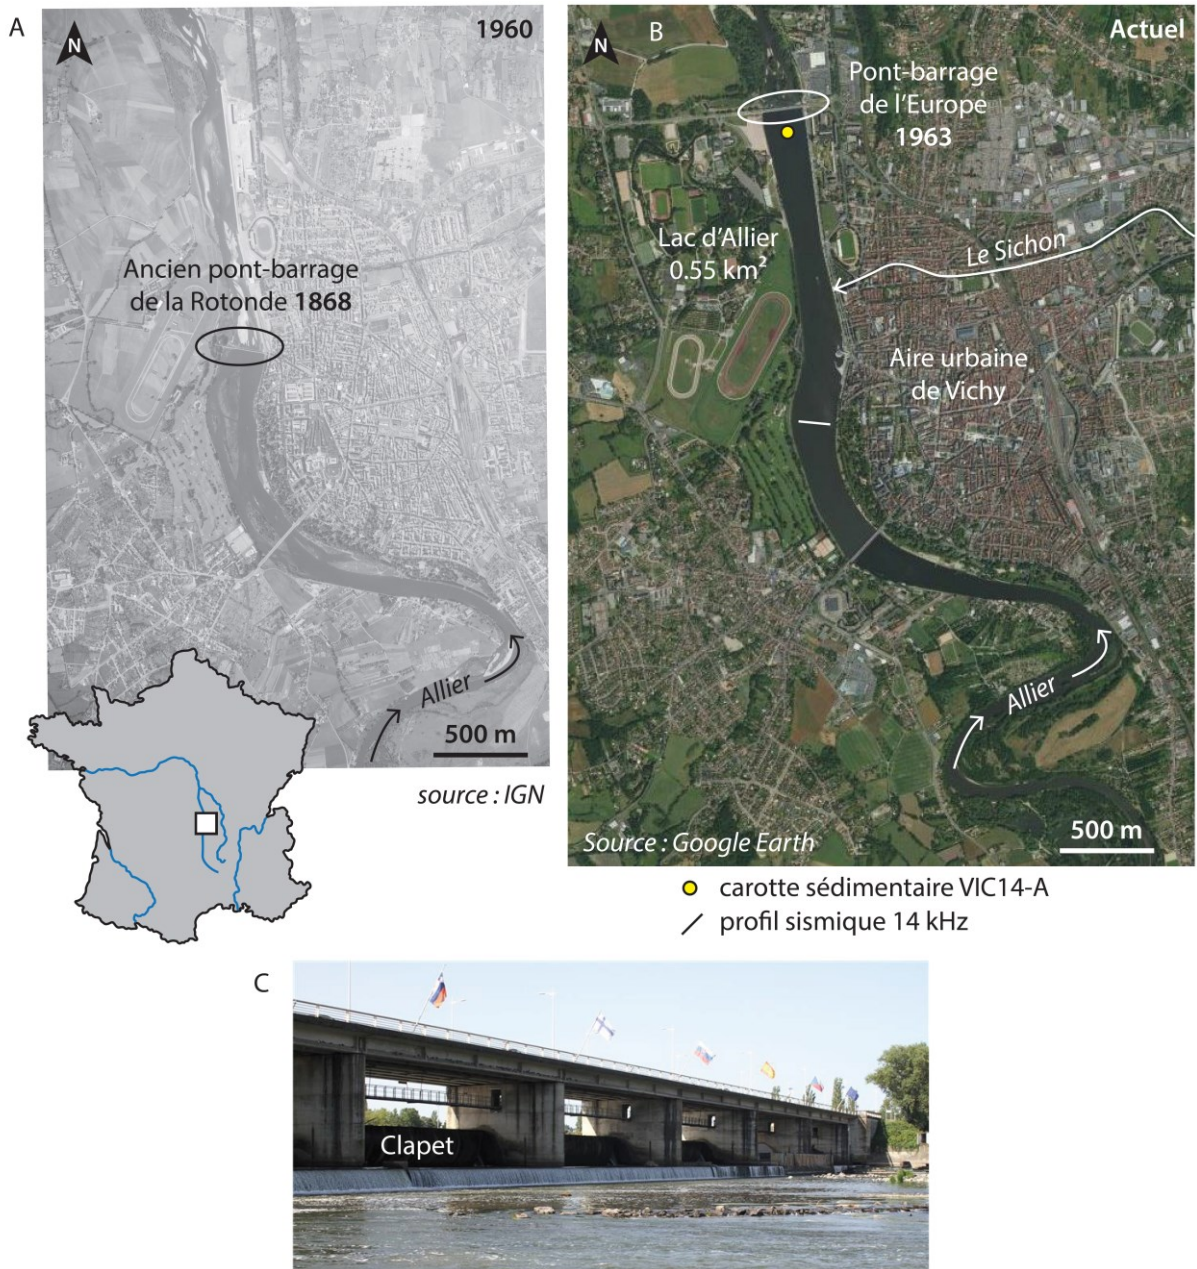 A
N
1960
Ancien pont-barrage
de la Rotonde 1868
Allier
500 m
source : IGN
N
B
Actuel
Pont-barrage
de l'Europe
1963
Lac d'Allier
0.55 km²
Le Sichon
Aire urbaine
de Vichy
Allier
500 m
Source : Google Earth
carotte sédimentaire VIC14-A
profil sismique 14 kHz
C
Clapet